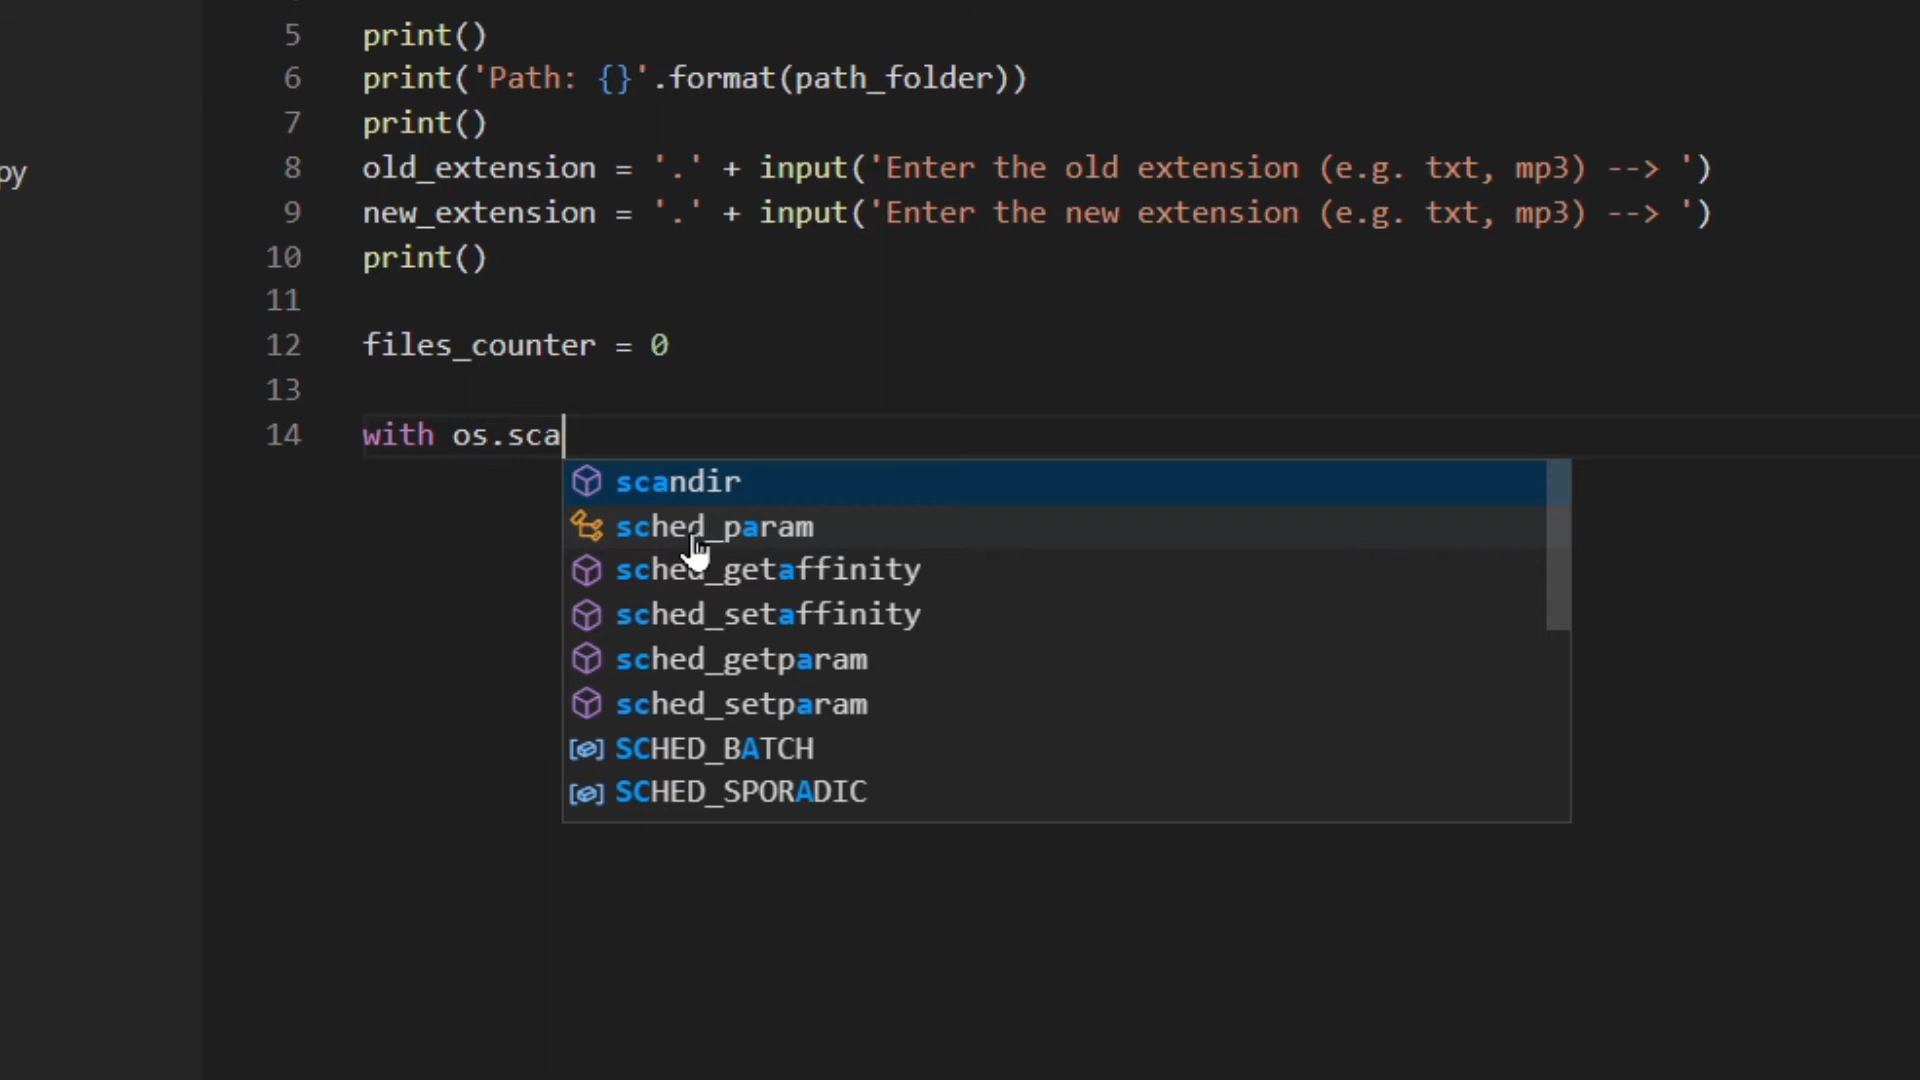 5 print()
6 print('Path: {}'.format(path_folder))
7 print()
py
8 old_extension = '.' + input('Enter the old extension (e.g. txt, mp3) --> ')
9 new_extension = '.' + input('Enter the new extension (e.g. txt, mp3) --> ')
10 print()
11
12 files_counter = 0
13
14 with os.sca
scandir
sched_param
sched_getaffinity
sched_setaffinity
sched_getparam
sched_setparam
SCHED_BATCH
SCHED_SPORADIC